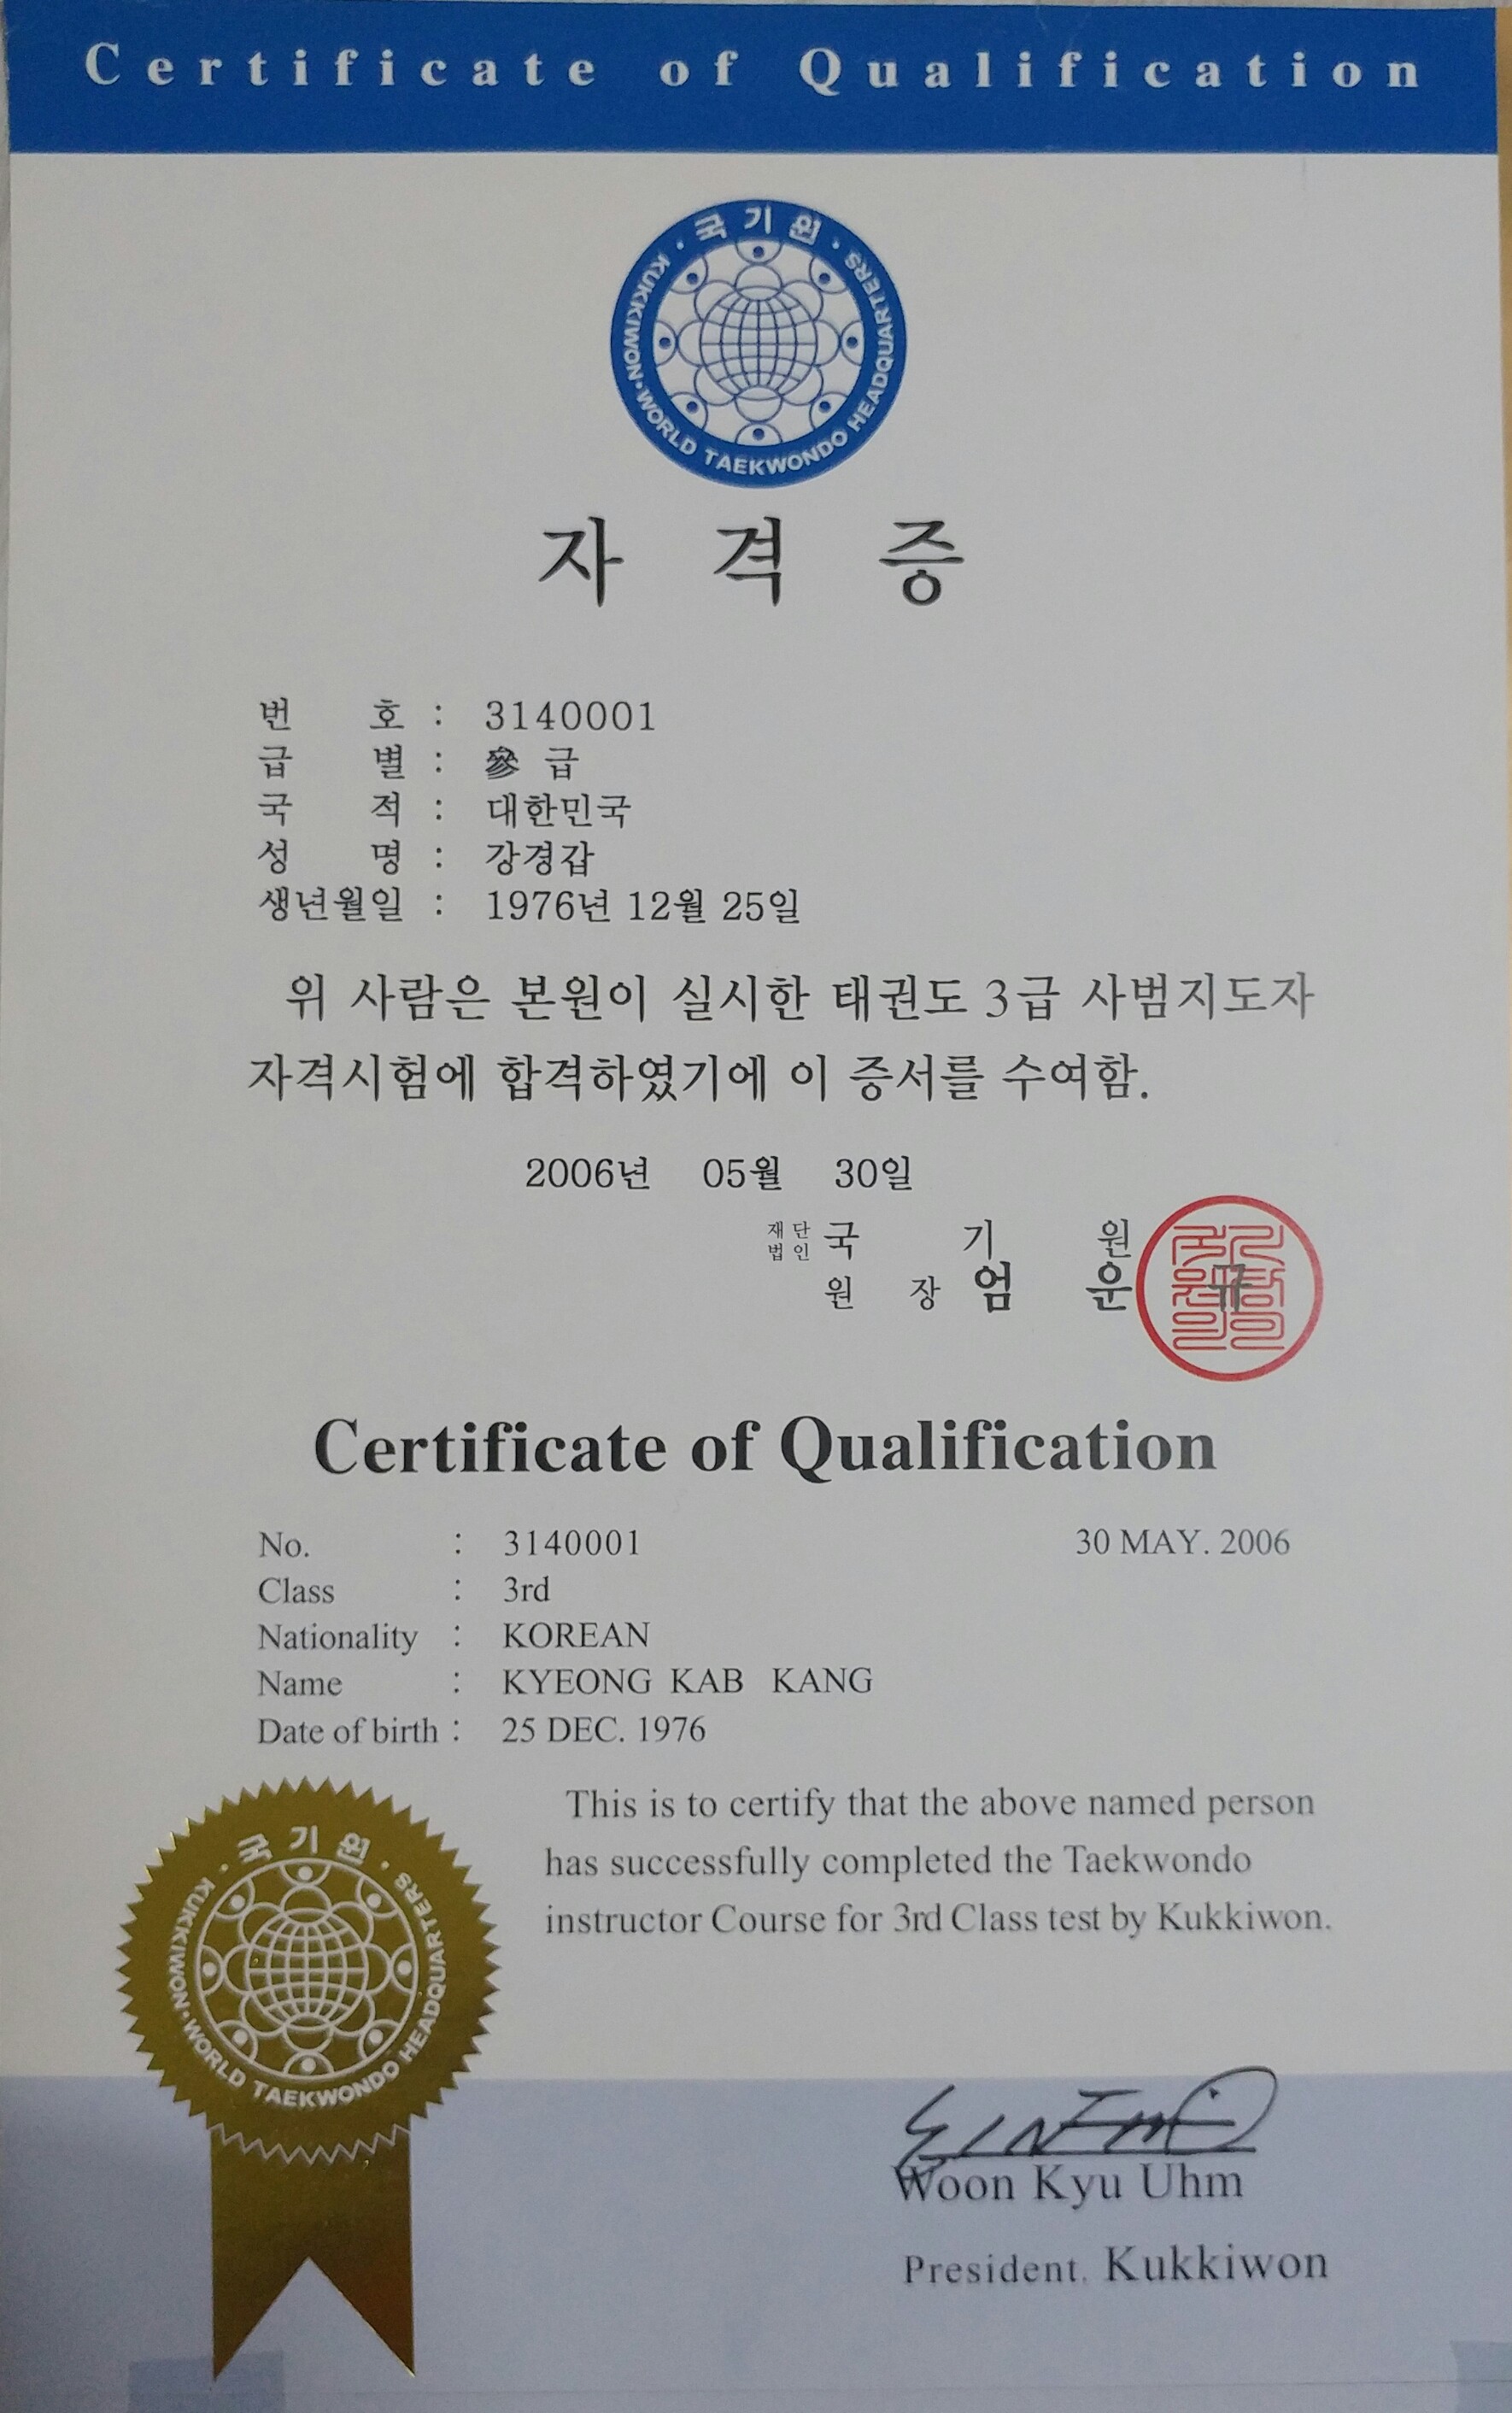 Certificate of Qualification
· 국기원 ·
KUKKIWON · WORLD TAEKWONDO HEADQUARTERS
자 격 증
번 호 : 3140001
급 별 : 參 급
국 적 : 대한민국
성 명 : 강경갑
생년월일 : 1976년 12월 25일
위 사람은 본원이 실시한 태권도 3급 사범지도자
자격시험에 합격하였기에 이 증서를 수여함.
2006년 05월 30일
재단법인 국 기 원
원 장 엄 운 규
Certificate of Qualification
No. : 3140001 30 MAY. 2006
Class : 3rd
Nationality : KOREAN
Name : KYEONG KAB KANG
Date of birth : 25 DEC. 1976
This is to certify that the above named person
has successfully completed the Taekwondo
instructor Course for 3rd Class test by Kukkiwon.
· 국기원 ·
KUKKIWON · WORLD TAEKWONDO HEADQUARTERS
Woon Kyu Uhm
President. Kukkiwon